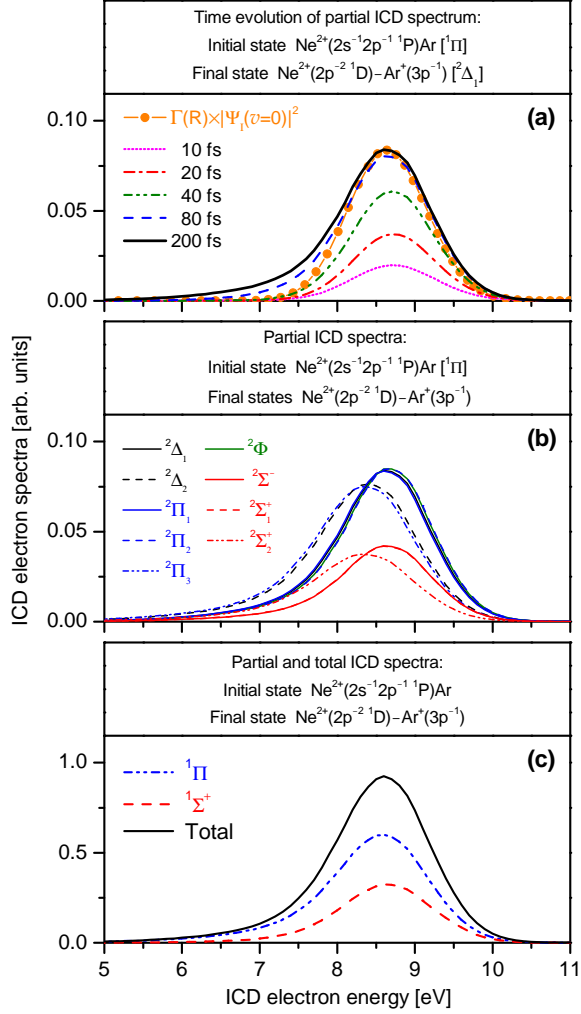 Time evolution of partial ICD spectrum:
Initial state Ne²⁺(2s⁻¹2p⁻¹ ¹P)Ar [¹Π]
Final state Ne²⁺(2p⁻² ¹D)–Ar⁺(3p⁻¹) [²Δ₁]
(a)
Γ(R)×|Ψ_I(v=0)|²
10 fs
20 fs
40 fs
80 fs
200 fs
0.10
0.05
0.00
Partial ICD spectra:
Initial state Ne²⁺(2s⁻¹2p⁻¹ ¹P)Ar [¹Π]
Final states Ne²⁺(2p⁻² ¹D)–Ar⁺(3p⁻¹)
(b)
²Δ₁ ²Φ
²Δ₂ ²Σ⁻
²Π₁ ²Σ⁺₁
²Π₂ ²Σ⁺₂
²Π₃
0.10
0.05
0.00
ICD electron spectra [arb. units]
Partial and total ICD spectra:
Initial state Ne²⁺(2s⁻¹2p⁻¹ ¹P)Ar
Final state Ne²⁺(2p⁻² ¹D)–Ar⁺(3p⁻¹)
(c)
¹Π
¹Σ⁺
Total
1.0
0.5
0.0
5 6 7 8 9 10 11
ICD electron energy [eV]